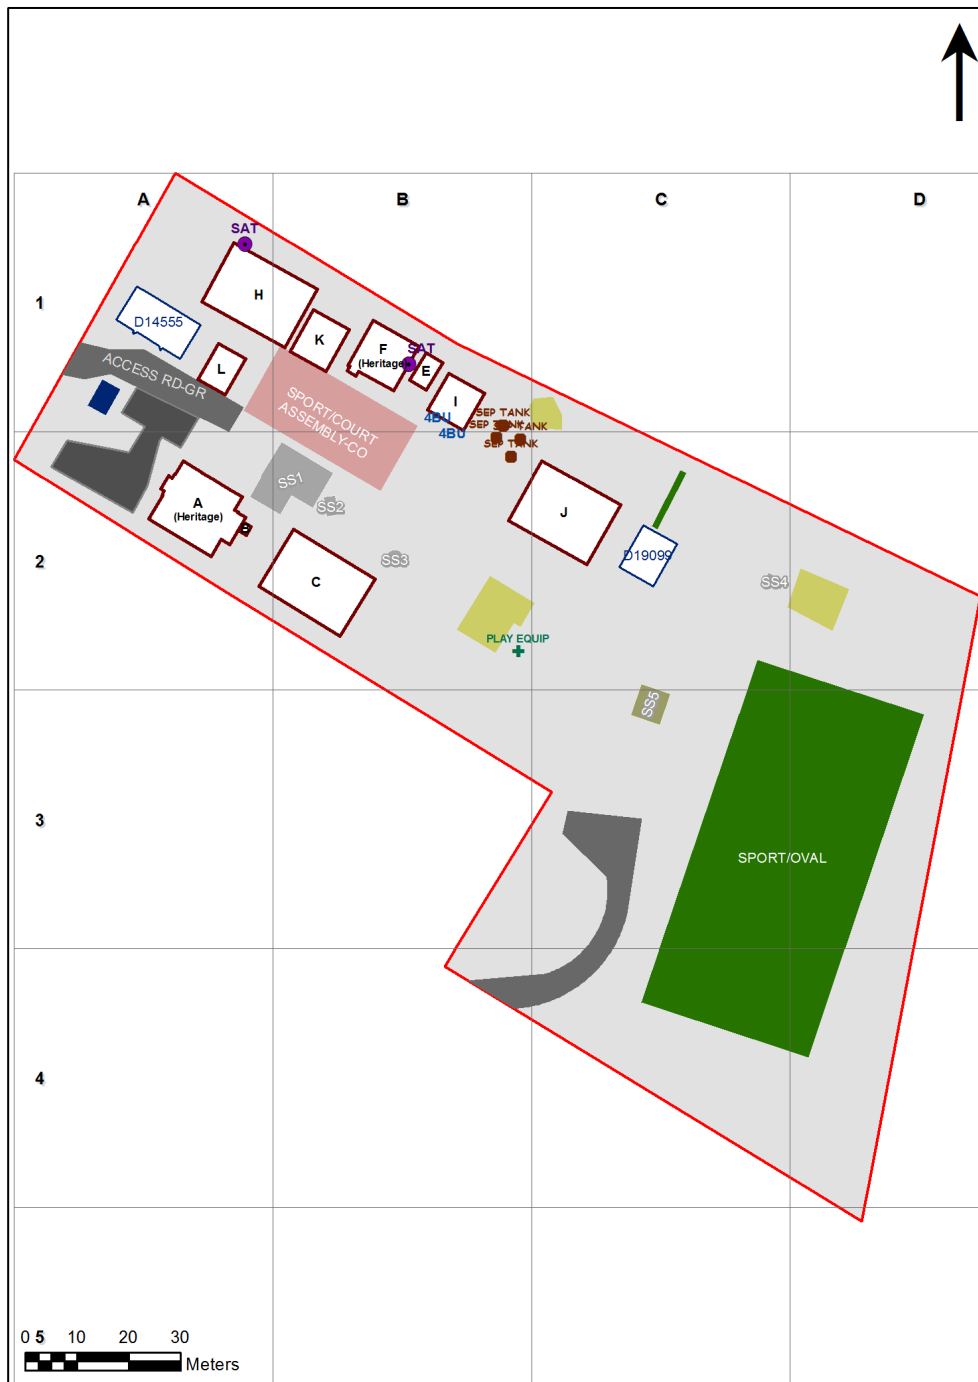 A
B
C
D
SAT
1
H
D14555
K
F
(Heritage)
SAT
E
L
ACCESS RD-GR
I
SPORT/COURT
ASSEMBLY-CO
4BU
4BU
SEP TANK
SEP TANK
SEP TANK
SEP TANK
SS1
A
(Heritage)
B
SS2
J
2
D19099
SS3
C
SS4
PLAY EQUIP
SS5
3
SPORT/OVAL
4
0 5 10 20 30
Meters